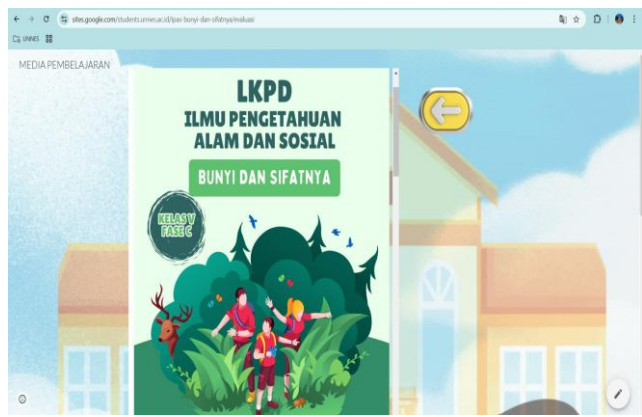 sites.google.com/students.unnes.ac.id/ipas-bunyi-dan-sifatnya/evaluasi
UNNES
MEDIA PEMBELAJARAN
LKPD
ILMU PENGETAHUAN
ALAM DAN SOSIAL
BUNYI DAN SIFATNYA
KELAS V
FASE C